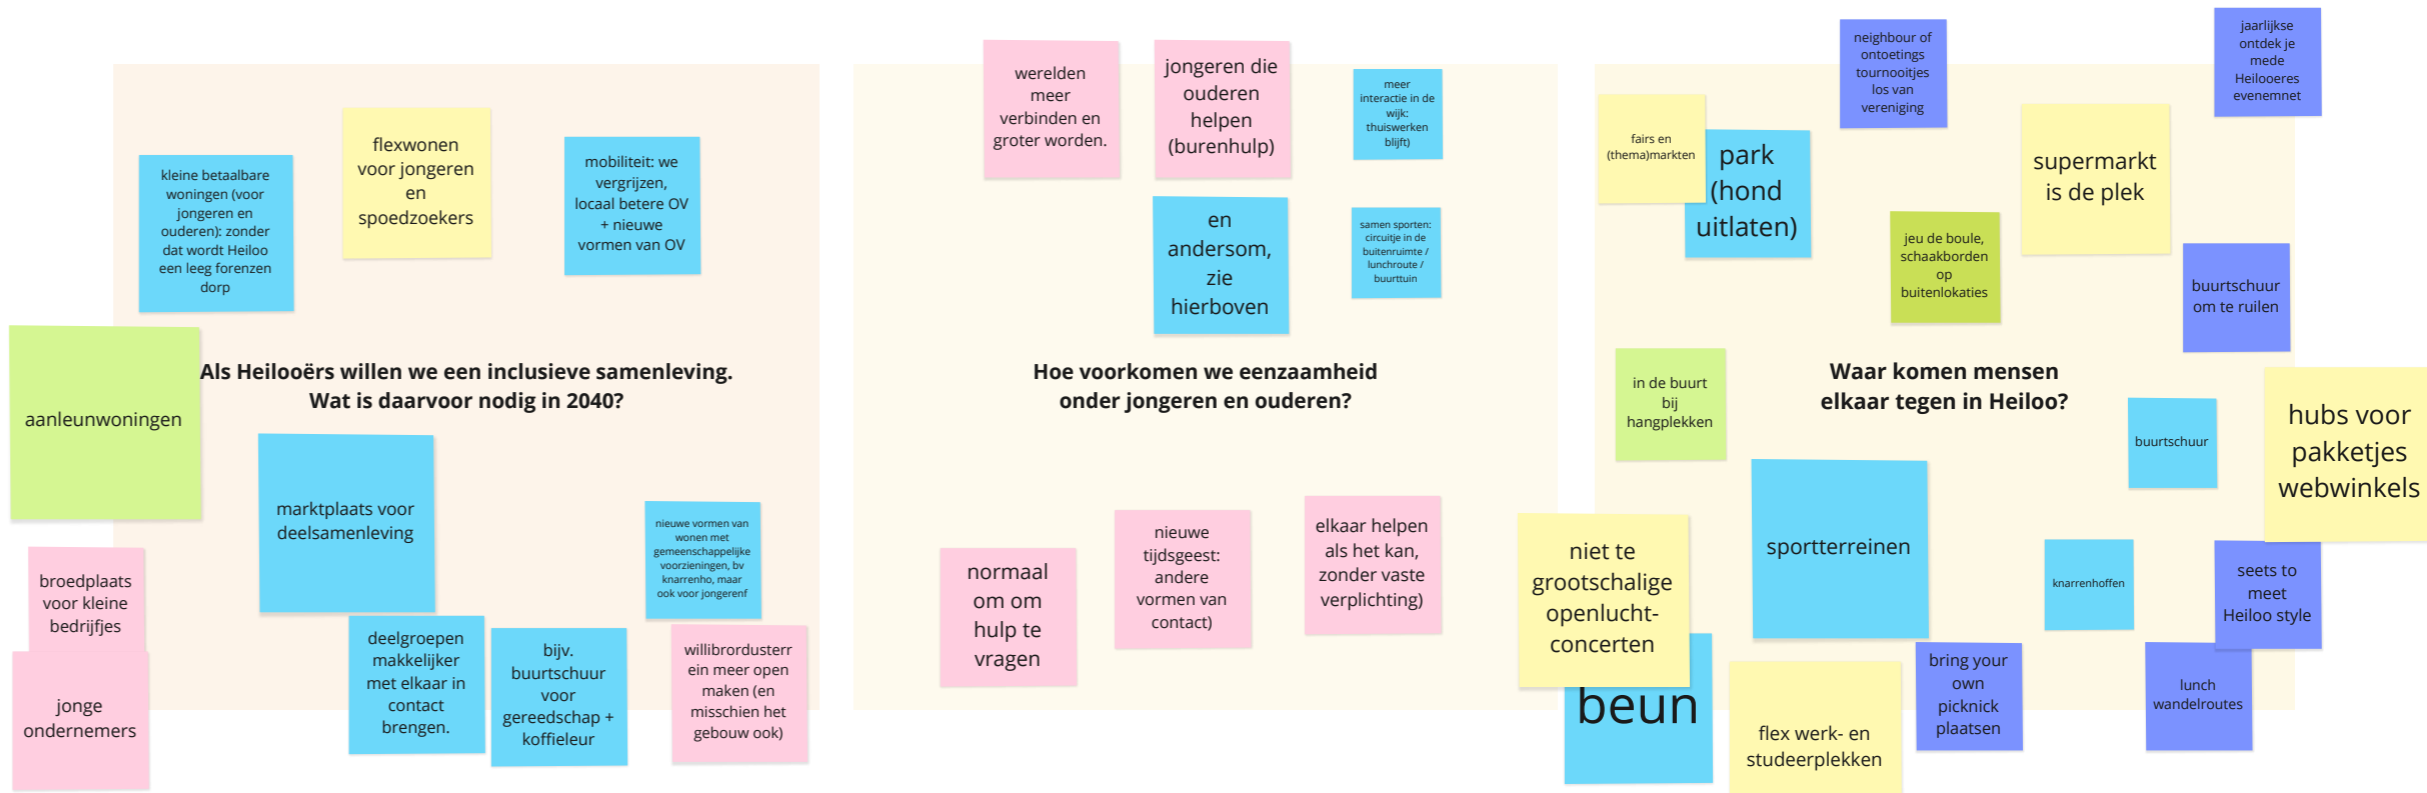 kleine betaalbare
woningen (voor
jongeren en
ouderen): zonder
dat wordt Heiloo
een leeg forenzen
dorp
flexwonen
voor jongeren
en
spoedzoekers
mobiliteit: we
vergrijzen,
locaal betere OV
+ nieuwe
vormen van OV
aanleunwoningen
Als Heilooërs willen we een inclusieve samenleving.
Wat is daarvoor nodig in 2040?
marktplaats voor
deelsamenleving
nieuwe vormen van
wonen met
gemeenschappelijke
voorzieningen, bv
knarrenho, maar
ook voor jongerenf
broedplaats
voor kleine
bedrijfjes
jonge
ondernemers
deelgroepen
makkelijker
met elkaar in
contact
brengen.
bijv.
buurtschuur
voor
gereedschap +
koffieleur
willibrordusterr
ein meer open
maken (en
misschien het
gebouw ook)
werelden
meer
verbinden en
groter worden.
jongeren die
ouderen
helpen
(burenhulp)
meer
interactie in de
wijk:
thuiswerken
blijft)
en
andersom,
zie
hierboven
samen sporten:
circuitje in de
buitenruimte /
lunchroute /
buurttuin
Hoe voorkomen we eenzaamheid
onder jongeren en ouderen?
normaal
om om
hulp te
vragen
nieuwe
tijdsgeest:
andere
vormen van
contact)
elkaar helpen
als het kan,
zonder vaste
verplichting)
neighbour of
ontoetings
tournooitjes
los van
vereniging
jaarlijkse
ontdek je
mede
Heilooeres
evenemnet
fairs en
(thema)markten
park
(hond
uitlaten)
supermarkt
is de plek
jeu de boule,
schaakborden
op
buitenlokaties
buurtschuur
om te ruilen
in de buurt
bij
hangplekken
Waar komen mensen
elkaar tegen in Heiloo?
buurtschuur
hubs voor
pakketjes
webwinkels
sportterreinen
niet te
grootschalige
openlucht-
concerten
knarrenhoffen
seets to
meet
Heiloo style
beun
flex werk- en
studeerplekken
bring your
own
picknick
plaatsen
lunch
wandelroutes